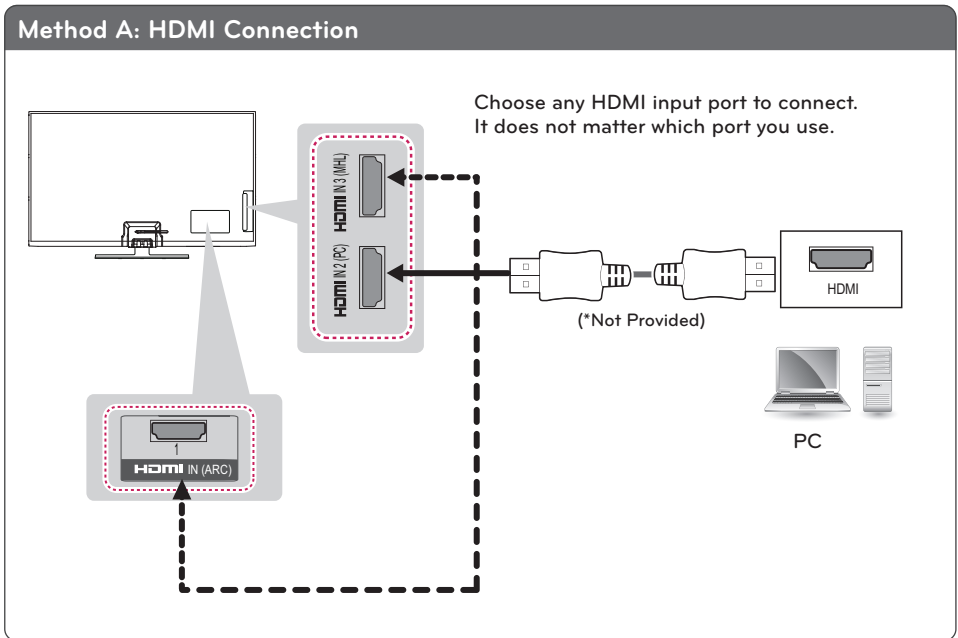 Method A: HDMI Connection
Choose any HDMI input port to connect.
It does not matter which port you use.
HDMI IN 3 (MHL)
HDMI IN 2 (PC)
(*Not Provided)
HDMI
PC
1
HDMI IN (ARC)